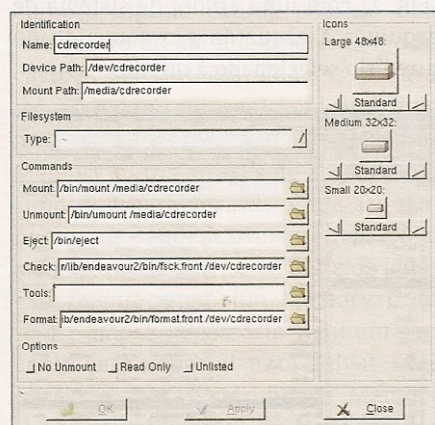 Identification
Name: cdrecorder
Device Path: /dev/cdrecorder
Mount Path: /media/cdrecorder
Filesystem
Type: -
Commands
Mount: /bin/mount /media/cdrecorder
Unmount: /bin/umount /media/cdrecorder
Eject: /bin/eject
Check: r/lib/endeavour2/bin/fsck.front /dev/cdrecorder
Tools:
Format: ib/endeavour2/bin/format.front /dev/cdrecorder
Options
No Unmount Read Only Unlisted
Icons
Large 48x48:
Standard
Medium 32x32:
Standard
Small 20x20:
Standard
OK Apply Close